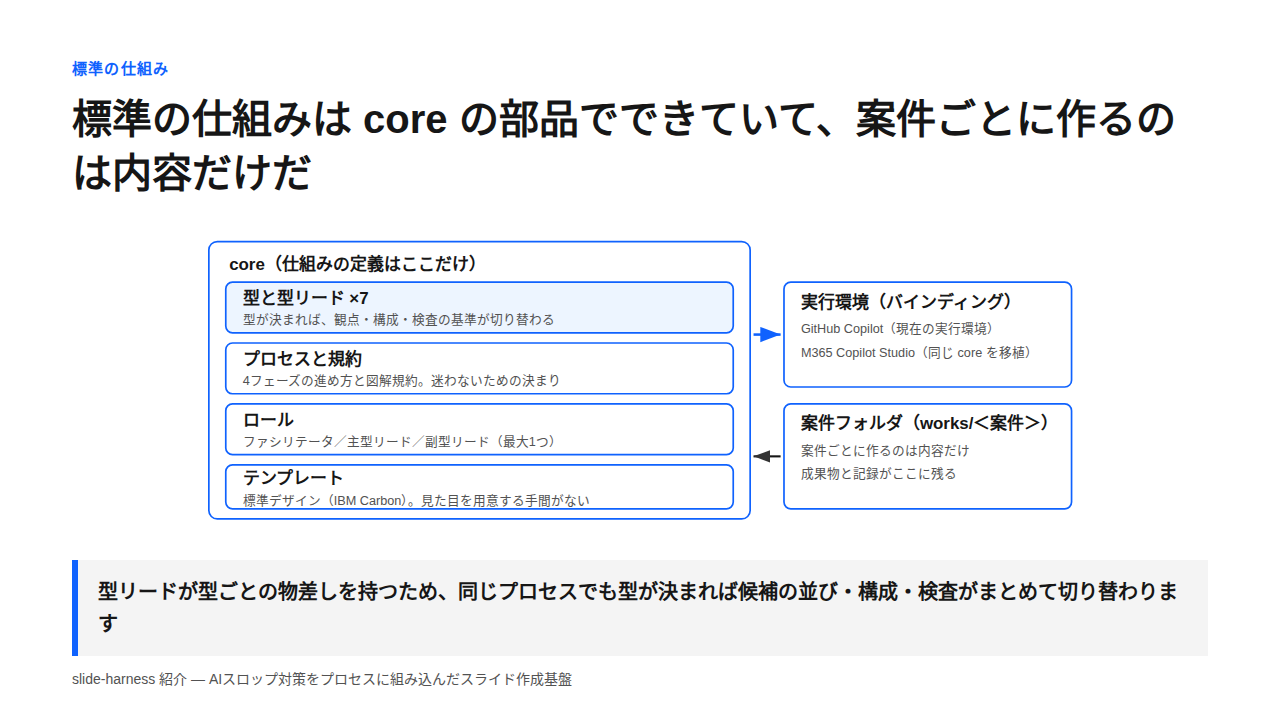 標準の仕組み
標準の仕組みは core の部品でできていて、案件ごとに作るの
は内容だけだ
core（仕組みの定義はここだけ）
型と型リード ×7
型が決まれば、観点・構成・検査の基準が切り替わる
プロセスと規約
4フェーズの進め方と図解規約。迷わないための決まり
ロール
ファシリテータ／主型リード／副型リード（最大1つ）
テンプレート
標準デザイン（IBM Carbon）。見た目を用意する手間がない
実行環境（バインディング）
GitHub Copilot（現在の実行環境）
M365 Copilot Studio（同じ core を移植）
案件フォルダ（works/＜案件＞）
案件ごとに作るのは内容だけ
成果物と記録がここに残る
型リードが型ごとの物差しを持つため、同じプロセスでも型が決まれば候補の並び・構成・検査がまとめて切り替わりま
す
slide-harness 紹介 — AIスロップ対策をプロセスに組み込んだスライド作成基盤